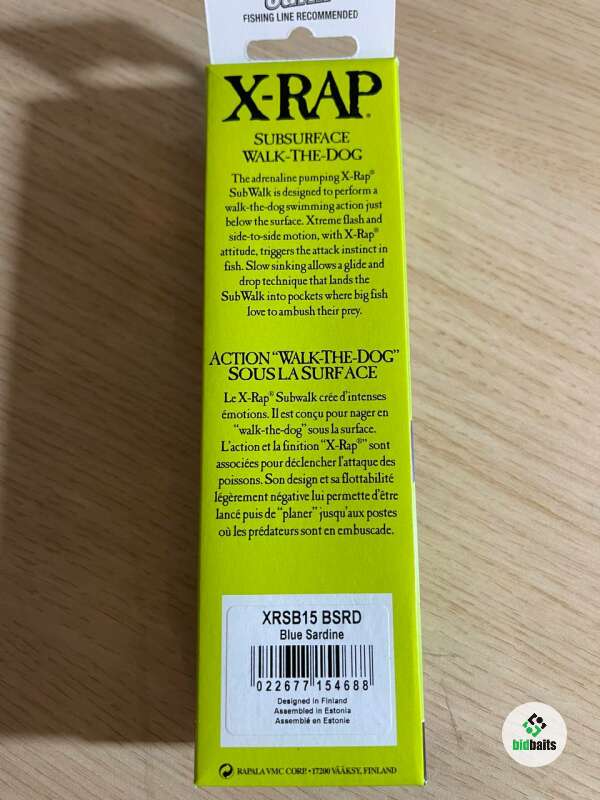 FISHING LINE RECOMMENDED
X-RAP®
SUBSURFACE
WALK-THE-DOG
The adrenaline pumping X-Rap®
SubWalk is designed to perform a
walk-the-dog swimming action just
below the surface. Xtreme flash and
side-to-side motion, with X-Rap®
attitude, triggers the attack instinct in
fish. Slow sinking allows a glide and
drop technique that lands the
SubWalk into pockets where big fish
love to ambush their prey.
ACTION “WALK-THE-DOG”
SOUS LA SURFACE
Le X-Rap® Subwalk crée d’intenses
émotions. Il est conçu pour nager en
“walk-the-dog” sous la surface.
L’action et la finition “X-Rap®” sont
associées pour déclencher l’attaque des
poissons. Son design et sa flottabilité
légèrement négative lui permette d’être
lancé puis de “planer” jusqu’aux postes
où les prédateurs sont en embuscade.
XRSB15 BSRD
Blue Sardine
022677 154688
Designed in Finland
Assembled in Estonia
Assemblé en Estonie
RAPALA VMC CORP. • 17200 VÄÄKSY, FINLAND
bidbaits